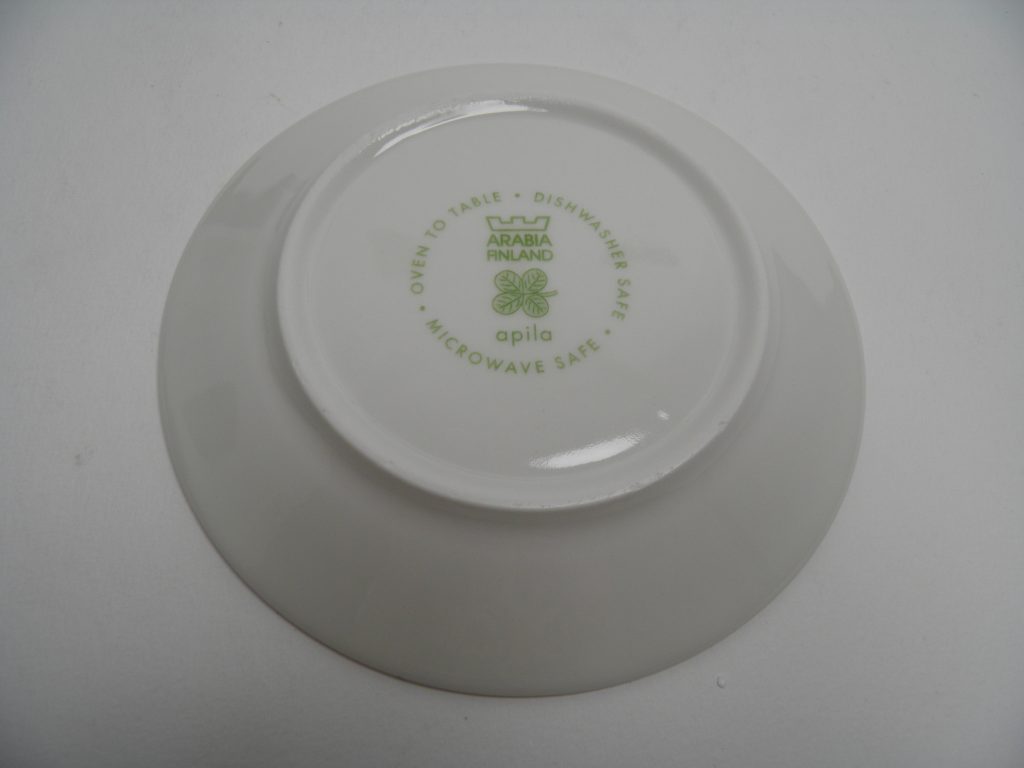 OVEN TO TABLE • DISHWASHER SAFE • MICROWAVE SAFE •
ARABIA
FINLAND
apila